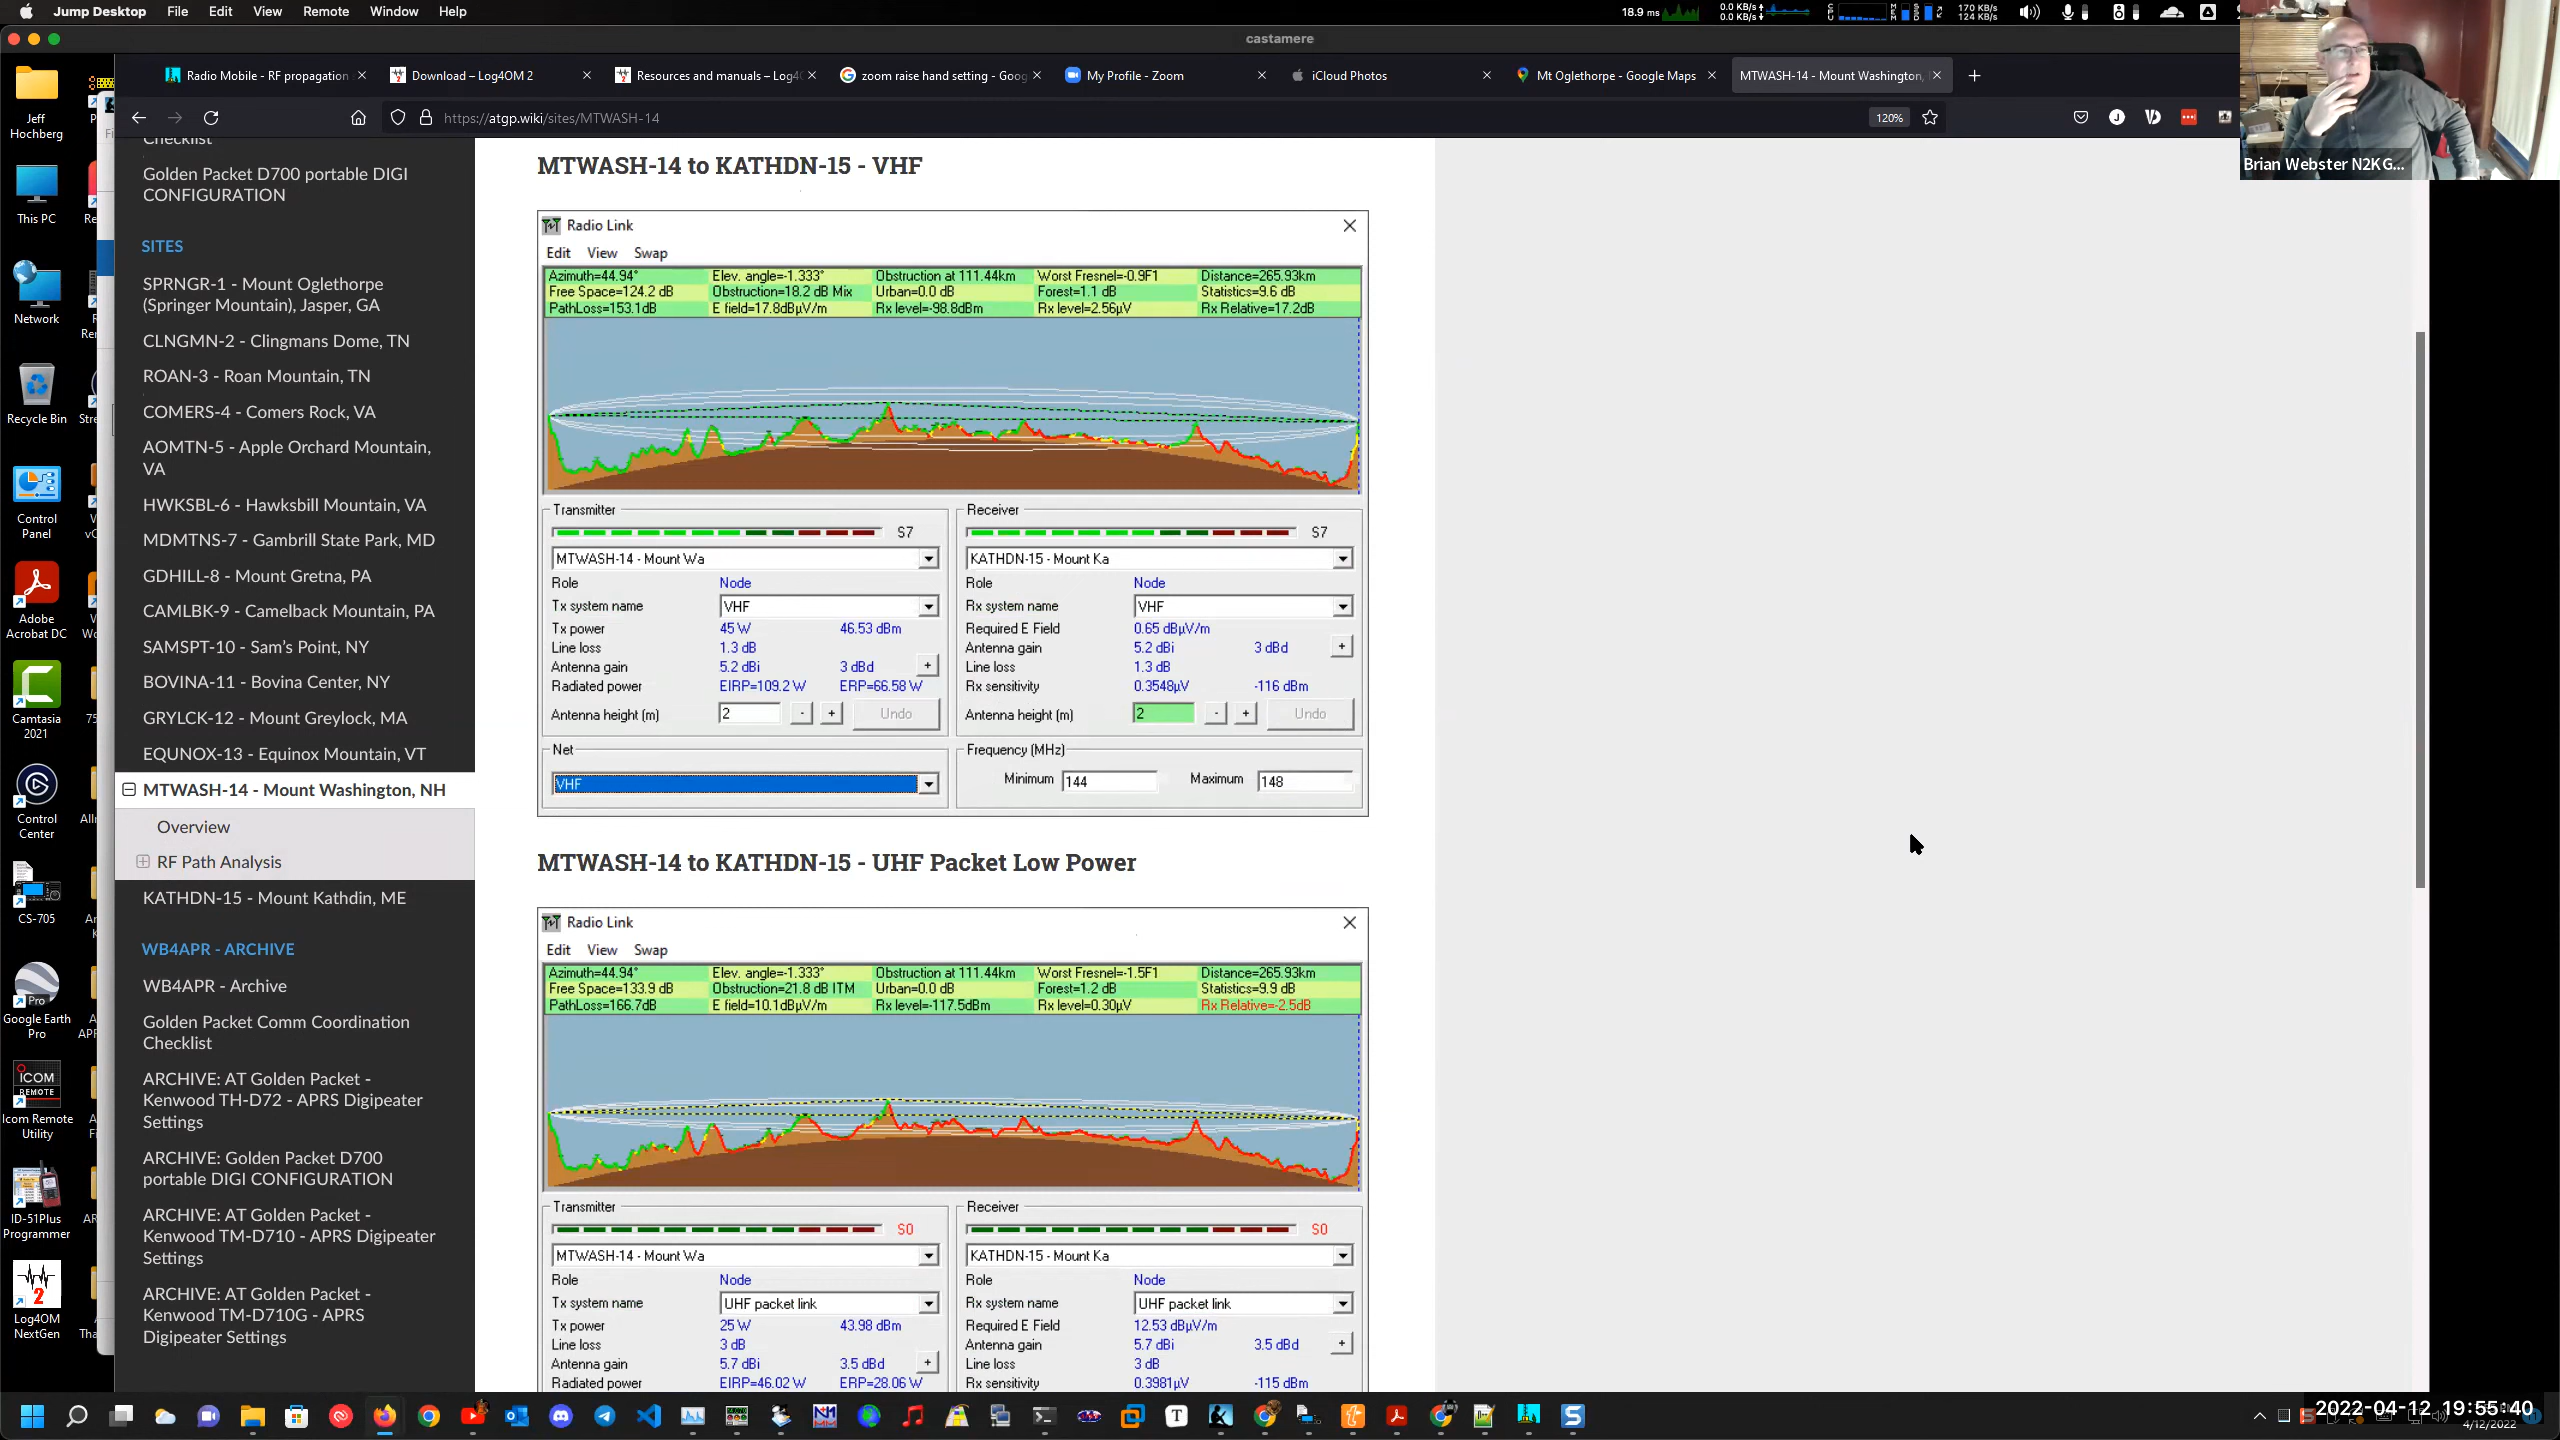 Jump Desktop File Edit View Remote Window Help
18.9 ms 0.0 KB/s 0.0 KB/s 170 KB/s 124 KB/s
castamere
Radio Mobile - RF propagation
Download – Log4OM 2
Resources and manuals – Log4
zoom raise hand setting - Goog
My Profile - Zoom
iCloud Photos
Mt Oglethorpe - Google Maps
MTWASH-14 - Mount Washington,
https://atgp.wiki/sites/MTWASH-14
120%
Brian Webster N2KG...
Jeff Hochberg
This PC
Network
Recycle Bin
Control Panel
Adobe Acrobat DC
Camtasia 2021
Control Center
CS-705
Google Earth Pro
Icom Remote Utility
ID-51Plus Programmer
Log4OM NextGen
Checklist
Golden Packet D700 portable DIGI
CONFIGURATION
SITES
SPRNGR-1 - Mount Oglethorpe
(Springer Mountain), Jasper, GA
CLNGMN-2 - Clingmans Dome, TN
ROAN-3 - Roan Mountain, TN
COMERS-4 - Comers Rock, VA
AOMTN-5 - Apple Orchard Mountain,
VA
HWKSBL-6 - Hawksbill Mountain, VA
MDMTNS-7 - Gambrill State Park, MD
GDHILL-8 - Mount Gretna, PA
CAMLBK-9 - Camelback Mountain, PA
SAMSPT-10 - Sam's Point, NY
BOVINA-11 - Bovina Center, NY
GRYLCK-12 - Mount Greylock, MA
EQUNOX-13 - Equinox Mountain, VT
MTWASH-14 - Mount Washington, NH
Overview
RF Path Analysis
KATHDN-15 - Mount Kathdin, ME
WB4APR - ARCHIVE
WB4APR - Archive
Golden Packet Comm Coordination
Checklist
ARCHIVE: AT Golden Packet -
Kenwood TH-D72 - APRS Digipeater
Settings
ARCHIVE: Golden Packet D700
portable DIGI CONFIGURATION
ARCHIVE: AT Golden Packet -
Kenwood TM-D710 - APRS Digipeater
Settings
ARCHIVE: AT Golden Packet -
Kenwood TM-D710G - APRS
Digipeater Settings
MTWASH-14 to KATHDN-15 - VHF
Radio Link
Edit View Swap
Azimuth=44.94° Elev. angle=-1.333° Obstruction at 111.44km Worst Fresnel=-0.9F1 Distance=265.93km
Free Space=124.2 dB Obstruction=18.2 dB Mix Urban=0.0 dB Forest=1.1 dB Statistics=9.6 dB
PathLoss=153.1dB E field=17.8dBµV/m Rx level=-98.8dBm Rx level=2.56µV Rx Relative=17.2dB
Transmitter
S7
MTWASH-14 - Mount Wa
Role Node
Tx system name VHF
Tx power 45 W 46.53 dBm
Line loss 1.3 dB
Antenna gain 5.2 dBi 3 dBd +
Radiated power EIRP=109.2 W ERP=66.58 W
Antenna height (m) 2 - + Undo
Net
VHF
Receiver
S7
KATHDN-15 - Mount Ka
Role Node
Rx system name VHF
Required E Field 0.65 dBµV/m
Antenna gain 5.2 dBi 3 dBd +
Line loss 1.3 dB
Rx sensitivity 0.3548µV -116 dBm
Antenna height (m) 2 - + Undo
Frequency (MHz)
Minimum 144 Maximum 148
MTWASH-14 to KATHDN-15 - UHF Packet Low Power
Radio Link
Edit View Swap
Azimuth=44.94° Elev. angle=-1.333° Obstruction at 111.44km Worst Fresnel=-1.5F1 Distance=265.93km
Free Space=133.9 dB Obstruction=21.8 dB ITM Urban=0.0 dB Forest=1.2 dB Statistics=9.9 dB
PathLoss=166.7dB E field=10.1dBµV/m Rx level=-117.5dBm Rx level=0.30µV Rx Relative=-2.5dB
Transmitter
S0
MTWASH-14 - Mount Wa
Role Node
Tx system name UHF packet link
Tx power 25 W 43.98 dBm
Line loss 3 dB
Antenna gain 5.7 dBi 3.5 dBd +
Radiated power EIRP=46.02 W ERP=28.06 W
Receiver
S0
KATHDN-15 - Mount Ka
Role Node
Rx system name UHF packet link
Required E Field 12.53 dBµV/m
Antenna gain 5.7 dBi 3.5 dBd +
Line loss 3 dB
Rx sensitivity 0.3981µV -115 dBm
2022-04-12 19:55:40
4/12/2022